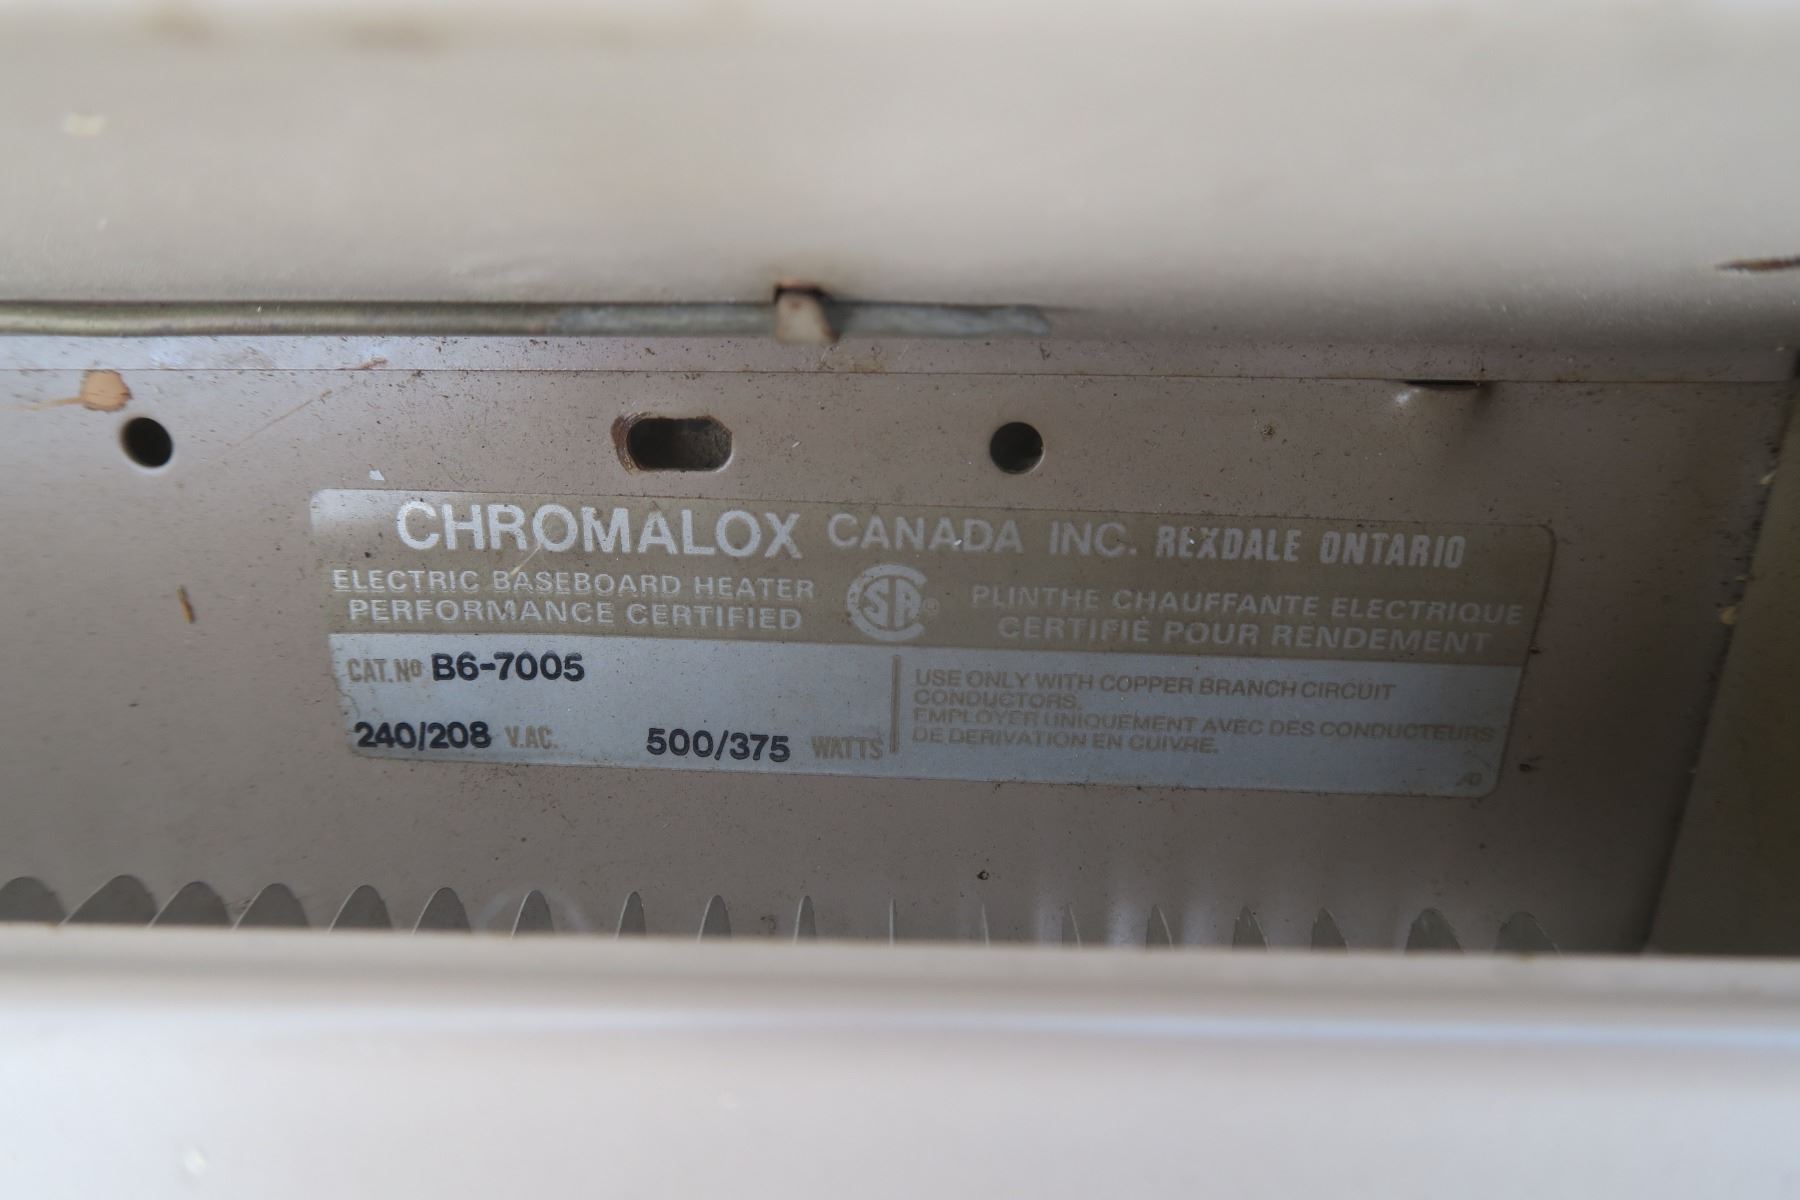 CHROMALOX CANADA INC. REXDALE ONTARIO
ELECTRIC BASEBOARD HEATER
PERFORMANCE CERTIFIED
SA®
PLINTHE CHAUFFANTE ELECTRIQUE
CERTIFIÉ POUR RENDEMENT
CAT. NO B6-7005
240/208 V.AC. 500/375 WATTS
USE ONLY WITH COPPER BRANCH CIRCUIT
CONDUCTORS.
EMPLOYER UNIQUEMENT AVEC DES CONDUCTEURS
DE DERIVATION EN CUIVRE.